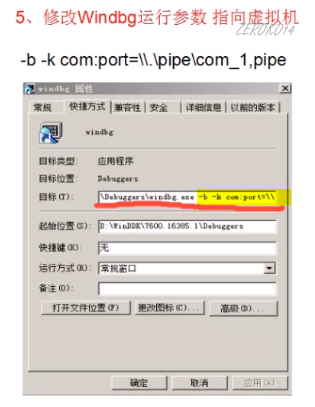 5、修改Windbg运行参数 指向虚拟机
ZEROK014
-b -k com:port=\\.\pipe\com_1,pipe
windbg 属性
常规 快捷方式 兼容性 安全 详细信息 以前的版本
windbg
目标类型: 应用程序
目标位置: Debuggers
目标(T): \Debuggers\windbg.exe -b -k com:port=\\
起始位置(S): D:\WinDDK\7600.16385.1\Debuggers
快捷键(K): 无
运行方式(R): 常规窗口
备注(O):
打开文件位置(F) 更改图标(C)... 高级(D)...
确定 取消 应用(A)